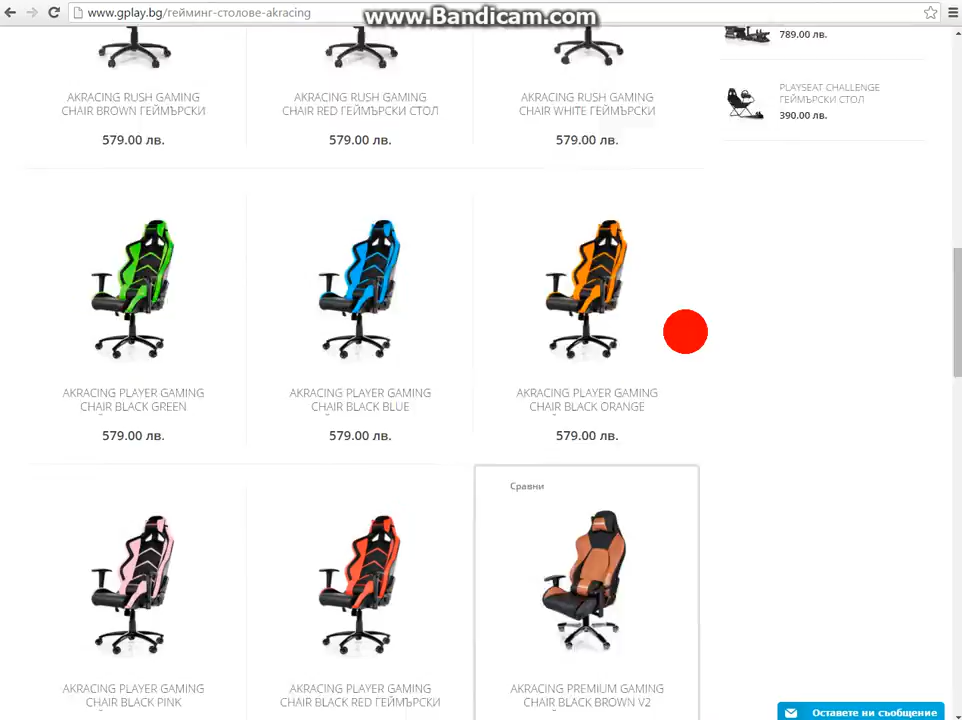 www.gplay.bg/гейминг-столове-akracing
www.Bandicam.com
789.00 лв.
PLAYSEAT CHALLENGE
ГЕЙМЪРСКИ СТОЛ
390.00 лв.
AKRACING RUSH GAMING
CHAIR BROWN ГЕЙМЪРСКИ
579.00 лв.
AKRACING RUSH GAMING
CHAIR RED ГЕЙМЪРСКИ СТОЛ
579.00 лв.
AKRACING RUSH GAMING
CHAIR WHITE ГЕЙМЪРСКИ
579.00 лв.
AKRACING PLAYER GAMING
CHAIR BLACK GREEN
579.00 лв.
AKRACING PLAYER GAMING
CHAIR BLACK BLUE
579.00 лв.
AKRACING PLAYER GAMING
CHAIR BLACK ORANGE
579.00 лв.
AKRACING PLAYER GAMING
CHAIR BLACK PINK
AKRACING PLAYER GAMING
CHAIR BLACK RED ГЕЙМЪРСКИ
Сравни
AKRACING PREMIUM GAMING
CHAIR BLACK BROWN V2
Оставете ни съобщение